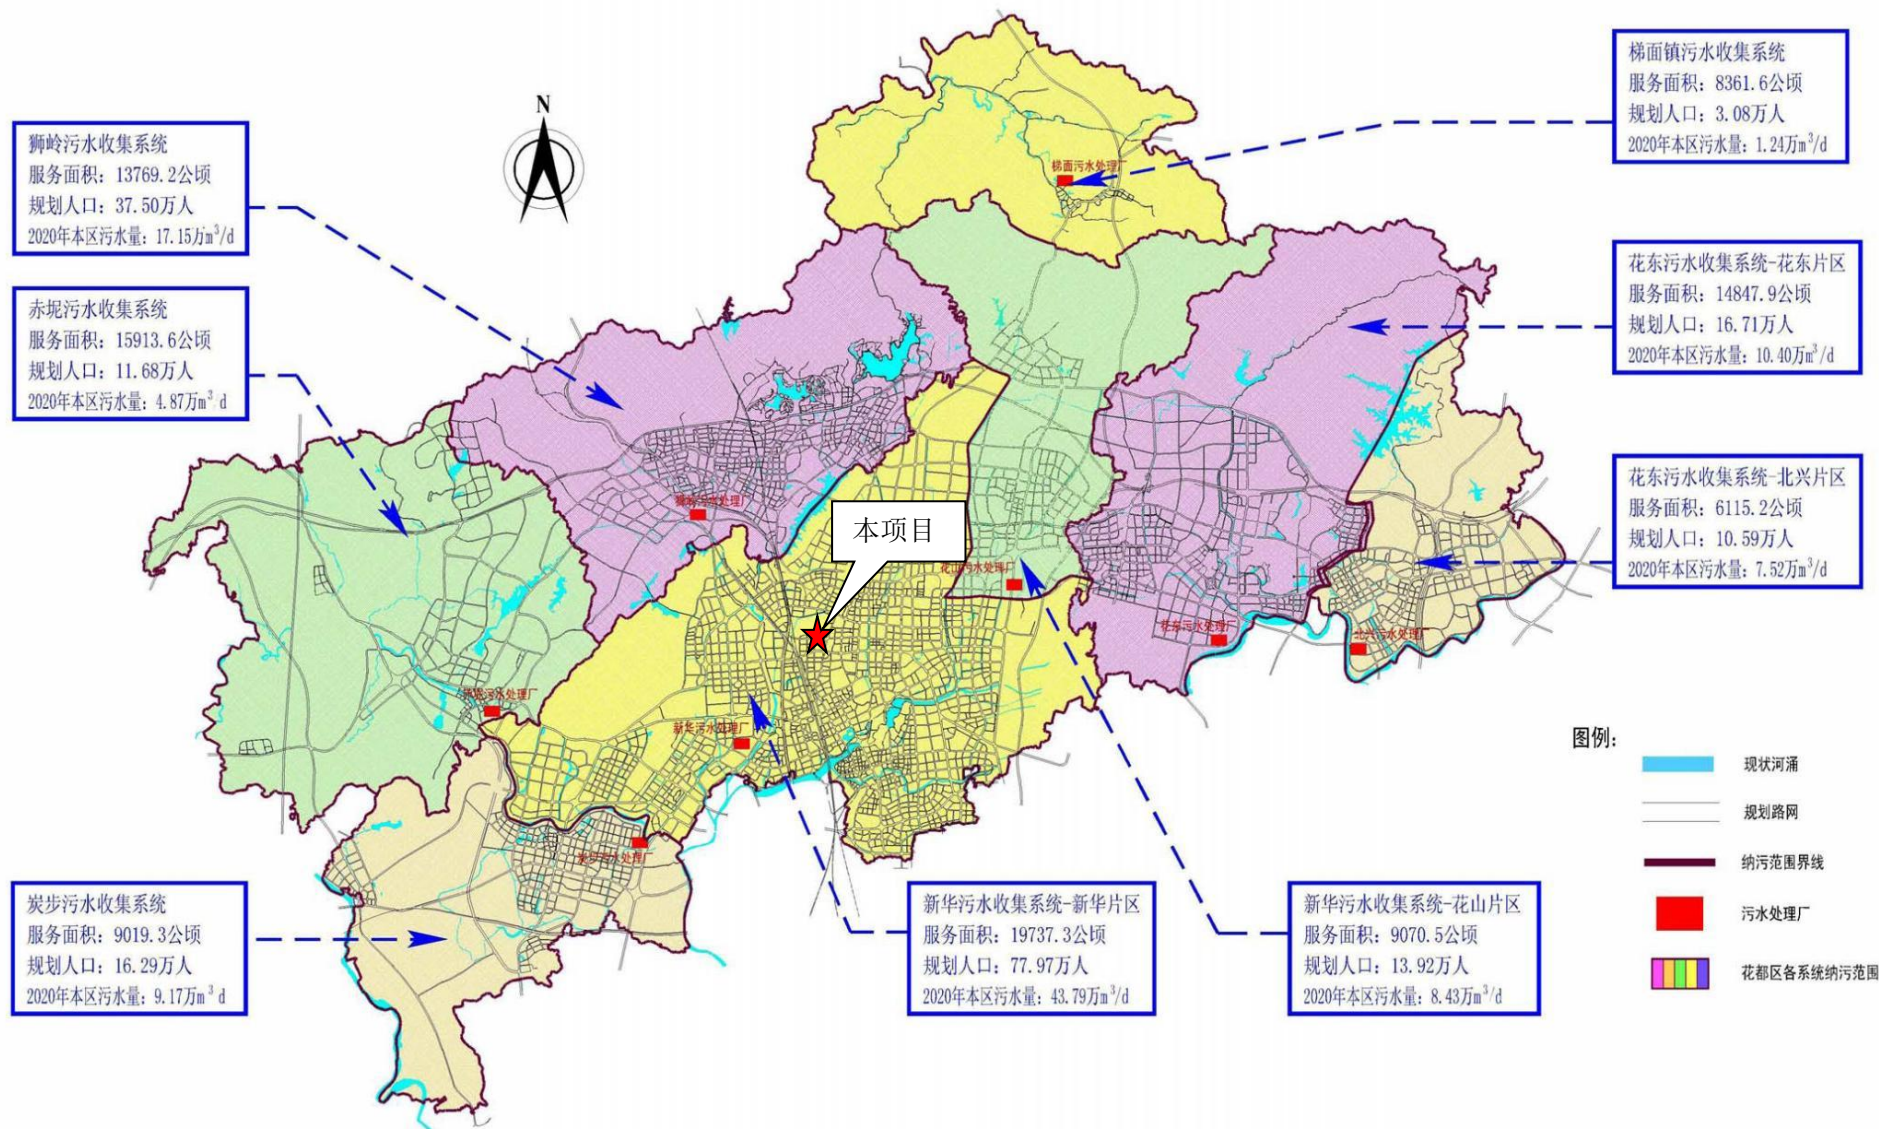 梯面镇污水收集系统
服务面积：8361.6公顷
规划人口：3.08万人
2020年本区污水量：1.24万m³/d
N
狮岭污水收集系统
服务面积：13769.2公顷
规划人口：37.50万人
2020年本区污水量：17.15万m³/d
梯面污水处理厂
花东污水收集系统-花东片区
服务面积：14847.9公顷
规划人口：16.71万人
2020年本区污水量：10.40万m³/d
赤坭污水收集系统
服务面积：15913.6公顷
规划人口：11.68万人
2020年本区污水量：4.87万m³ d
花东污水收集系统-北兴片区
服务面积：6115.2公顷
规划人口：10.59万人
2020年本区污水量：7.52万m³/d
狮岭污水处理厂
本项目
花山污水处理厂
花东污水处理厂
北兴污水处理厂
赤坭污水处理厂
新华污水处理厂
炭步污水处理厂
图例：
现状河涌
规划路网
纳污范围界线
污水处理厂
花都区各系统纳污范围
炭步污水收集系统
服务面积：9019.3公顷
规划人口：16.29万人
2020年本区污水量：9.17万m³ d
新华污水收集系统-新华片区
服务面积：19737.3公顷
规划人口：77.97万人
2020年本区污水量：43.79万m³/d
新华污水收集系统-花山片区
服务面积：9070.5公顷
规划人口：13.92万人
2020年本区污水量：8.43万m³/d